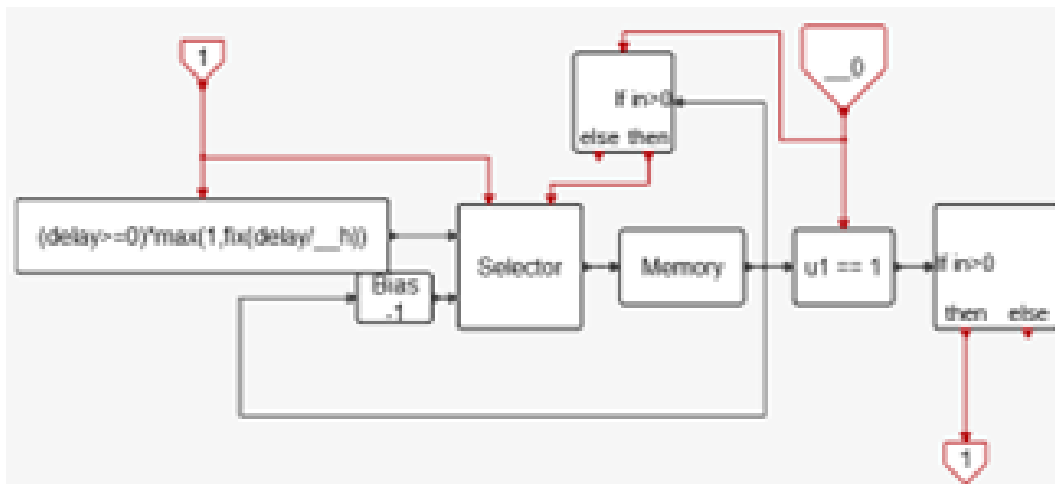 1
__0
If in>0
else then
(delay>=0)*max(1,fix(delay/__h))
Selector
Memory
u1 == 1
If in>0
then else
Bias
-1
1